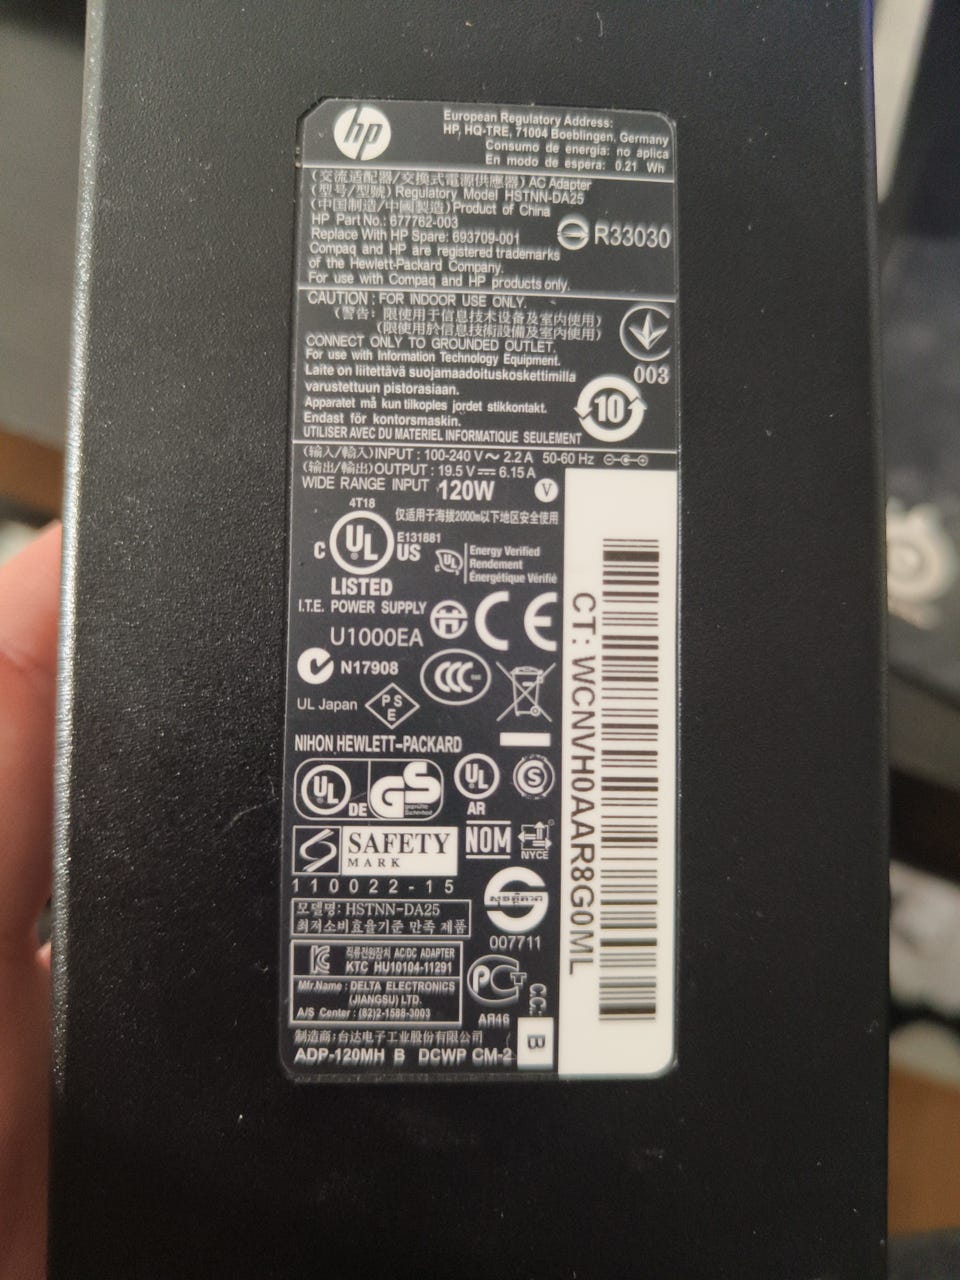 hp
European Regulatory Address:
HP, HQ-TRE, 71004 Boeblingen, Germany
Consumo de energia: no aplica
En modo de espera: 0.21 Wh
(交流适配器/交換式電源供應器) AC Adapter
(型号/型號) Regulatory Model HSTNN-DA25
(中国制造/中國製造) Product of China
HP Part No.: 677762-003
Replace With HP Spare: 693709-001
R33030
Compaq and HP are registered trademarks
of the Hewlett-Packard Company.
For use with Compaq and HP products only.
CAUTION : FOR INDOOR USE ONLY.
(警告: 限使用于信息技术设备及室内使用)
(限使用於信息技術設備及室內使用)
CONNECT ONLY TO GROUNDED OUTLET.
For use with Information Technology Equipment.
Laite on liitettävä suojamaadoituskoskettimilla
003
varustettuun pistorasiaan.
Apparatet må kun tilkoples jordet stikkontakt.
10
Endast för kontorsmaskin.
UTILISER AVEC DU MATERIEL INFORMATIQUE SEULEMENT
(输入/輸入) INPUT : 100-240 V~ 2.2 A 50-60 Hz
(输出/輸出) OUTPUT : 19.5 V⎓ 6.15 A
WIDE RANGE INPUT 120W V
4T18
仅适用于海拔2000m以下地区安全使用
C UL US E131881
LISTED
c UL us Energy Verified
Rendement
Énergétique Vérifié
I.T.E. POWER SUPPLY
CE
U1000EA
N17908
CCC
UL Japan PSE
NIHON HEWLETT-PACKARD
UL DE GS geprüfte Sicherheit
UL AR
S
SAFETY
MARK
NOM
NYCE
110022-15
모델명: HSTNN-DA25
최저소비효율기준 만족 제품
007711
직류전원장치 AC/DC ADAPTER
KTC HU10104-11291
Mfr.Name : DELTA ELECTRONICS
(JIANGSU) LTD.
A/S Center : (82)2-1588-3003
PCT
АЯ46
CC:
B
制造商: 台达电子工业股份有限公司
ADP-120MH B DCWP CM-2
CT: WCNVH0AAR8G0ML